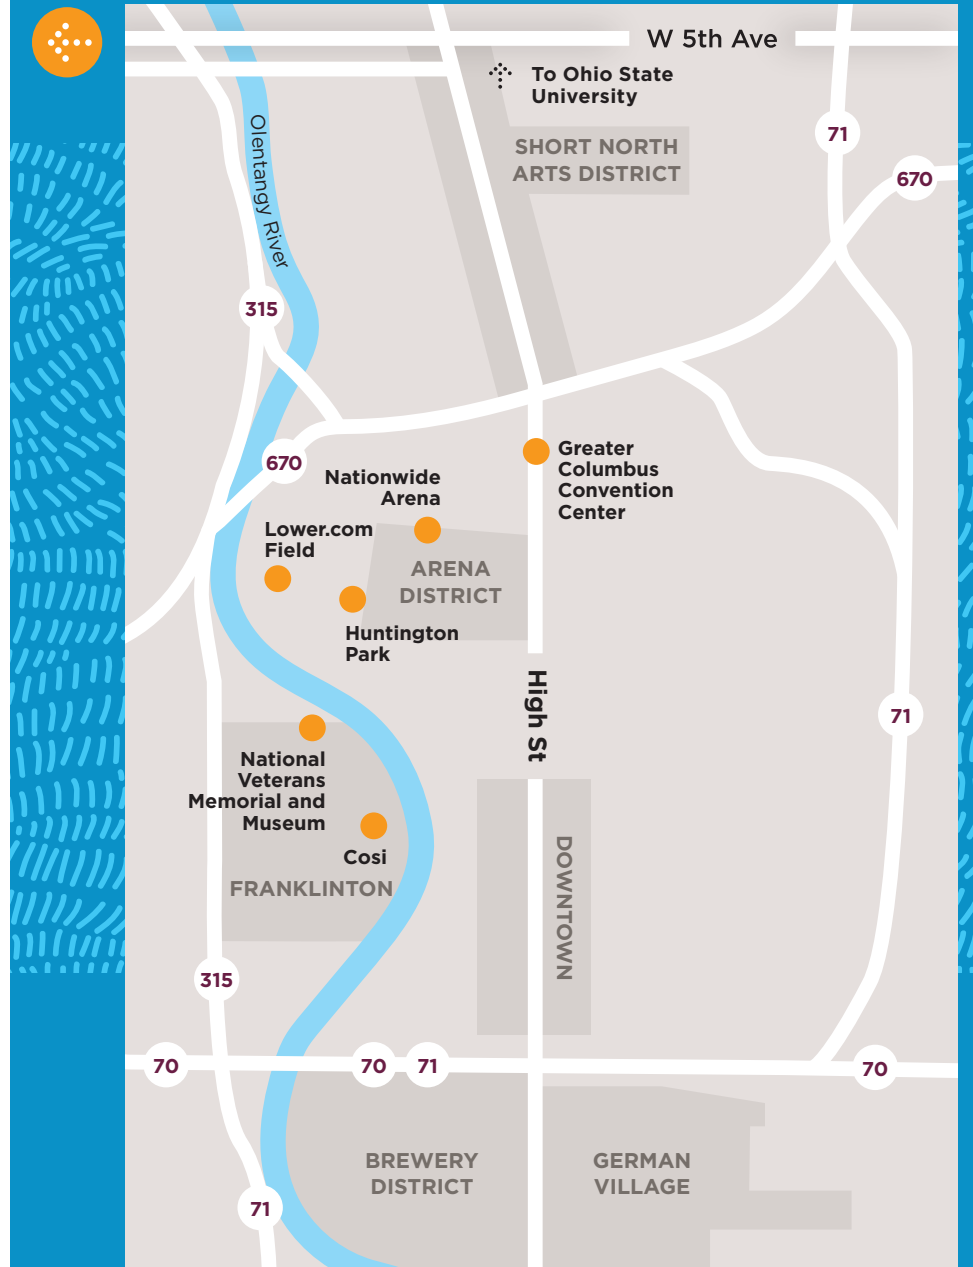 W 5th Ave
To Ohio State
University
71
SHORT NORTH
ARTS DISTRICT
670
Olentangy River
315
Greater
Columbus
Convention
Center
670
Nationwide
Arena
Lower.com
Field
ARENA
DISTRICT
Huntington
Park
High St
71
National
Veterans
Memorial and
Museum
Cosi
FRANKLINTON
DOWNTOWN
315
70
70
71
70
BREWERY
DISTRICT
GERMAN
VILLAGE
71